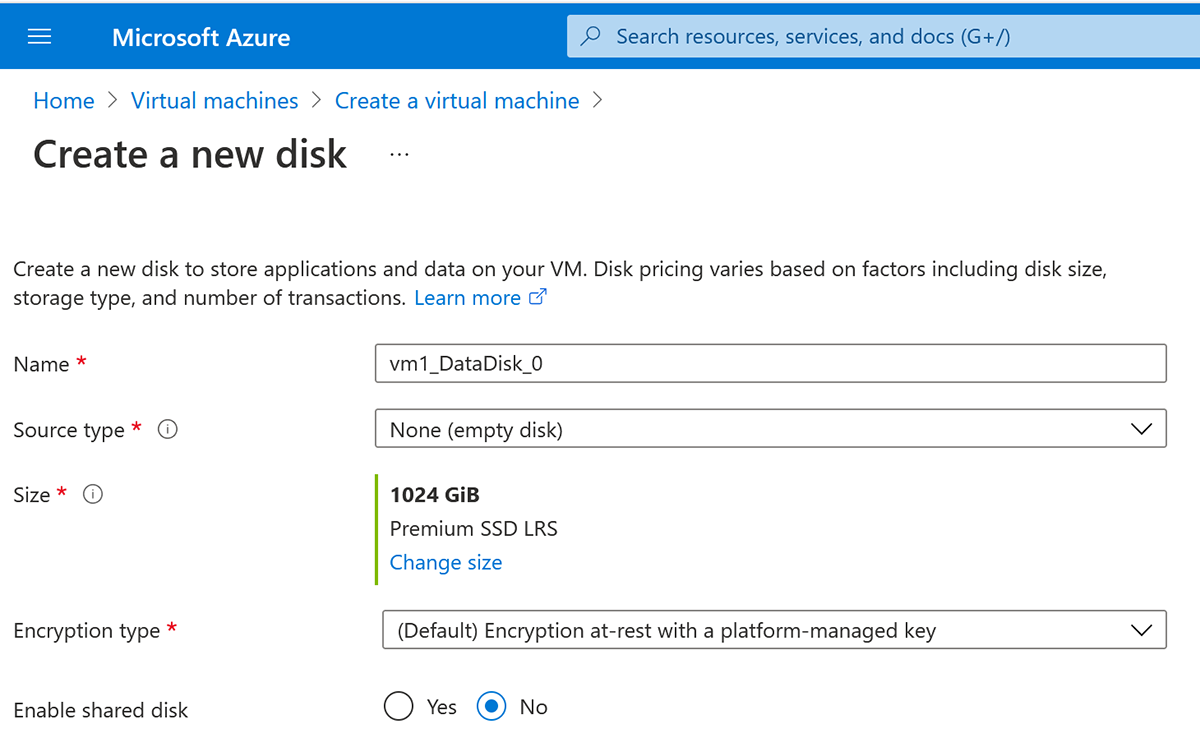 Microsoft Azure
Search resources, services, and docs (G+/)
Home > Virtual machines > Create a virtual machine >
Create a new disk ...
Create a new disk to store applications and data on your VM. Disk pricing varies based on factors including disk size,
storage type, and number of transactions. Learn more
Name *
vm1_DataDisk_0
Source type *
None (empty disk)
Size *
1024 GiB
Premium SSD LRS
Change size
Encryption type *
(Default) Encryption at-rest with a platform-managed key
Enable shared disk
Yes
No